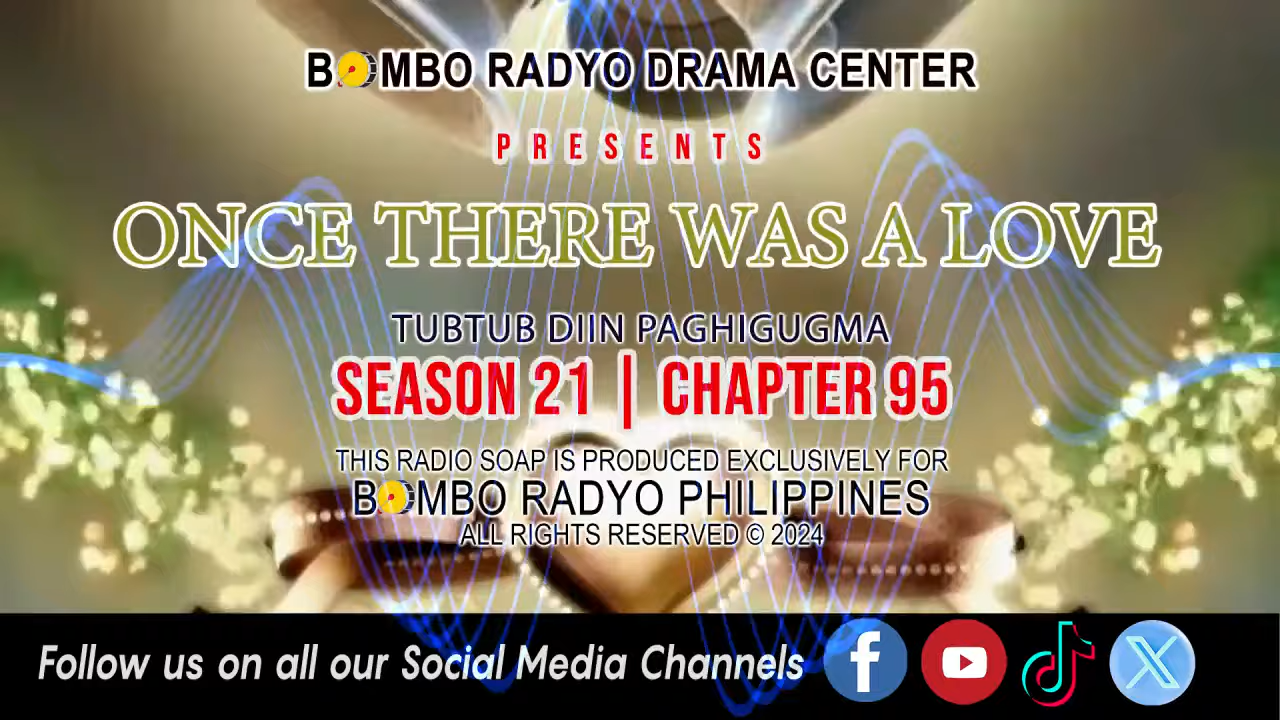 BOMBO RADYO DRAMA CENTER
PRESENTS
ONCE THERE WAS A LOVE
TUBTUB DIIN PAGHIGUGMA
SEASON 21 | CHAPTER 95
THIS RADIO SOAP IS PRODUCED EXCLUSIVELY FOR
BOMBO RADYO PHILIPPINES
ALL RIGHTS RESERVED © 2024
Follow us on all our Social Media Channels